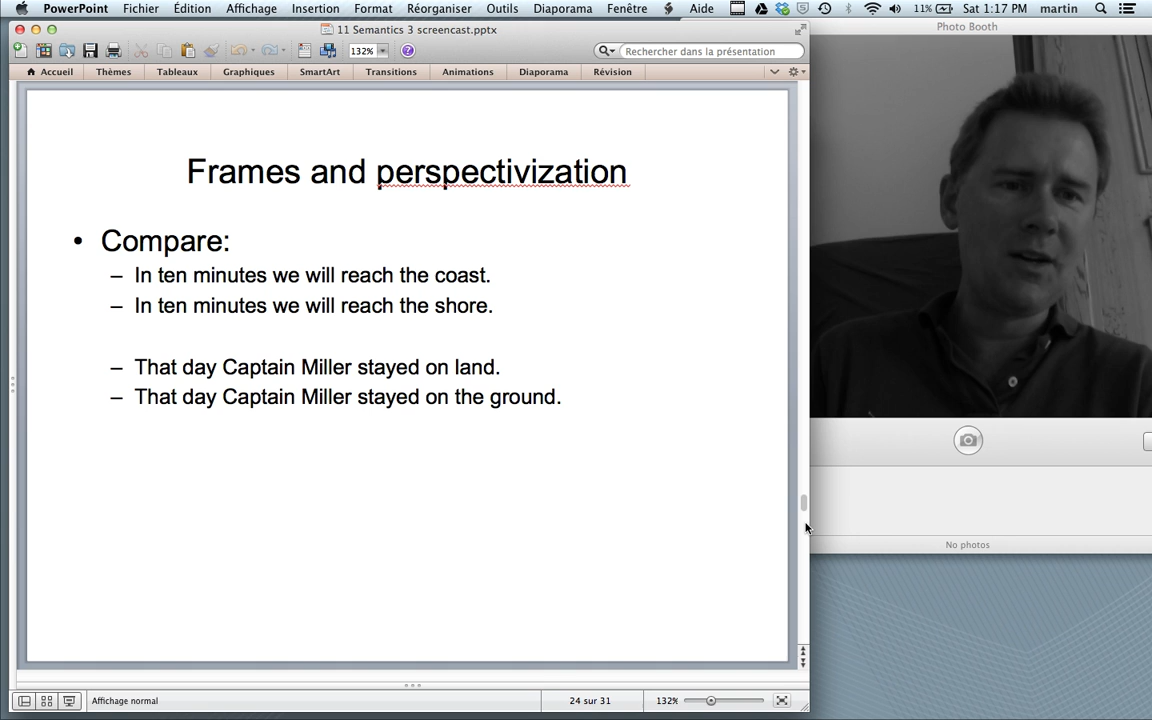 PowerPoint Fichier Édition Affichage Insertion Format Réorganiser Outils Diaporama Fenêtre Aide 11% Sat 1:17 PM martin
11 Semantics 3 screencast.pptx
Photo Booth
132% Rechercher dans la présentation
Accueil Thèmes Tableaux Graphiques SmartArt Transitions Animations Diaporama Révision
Frames and perspectivization
• Compare:
– In ten minutes we will reach the coast.
– In ten minutes we will reach the shore.
– That day Captain Miller stayed on land.
– That day Captain Miller stayed on the ground.
No photos
Affichage normal 24 sur 31 132%